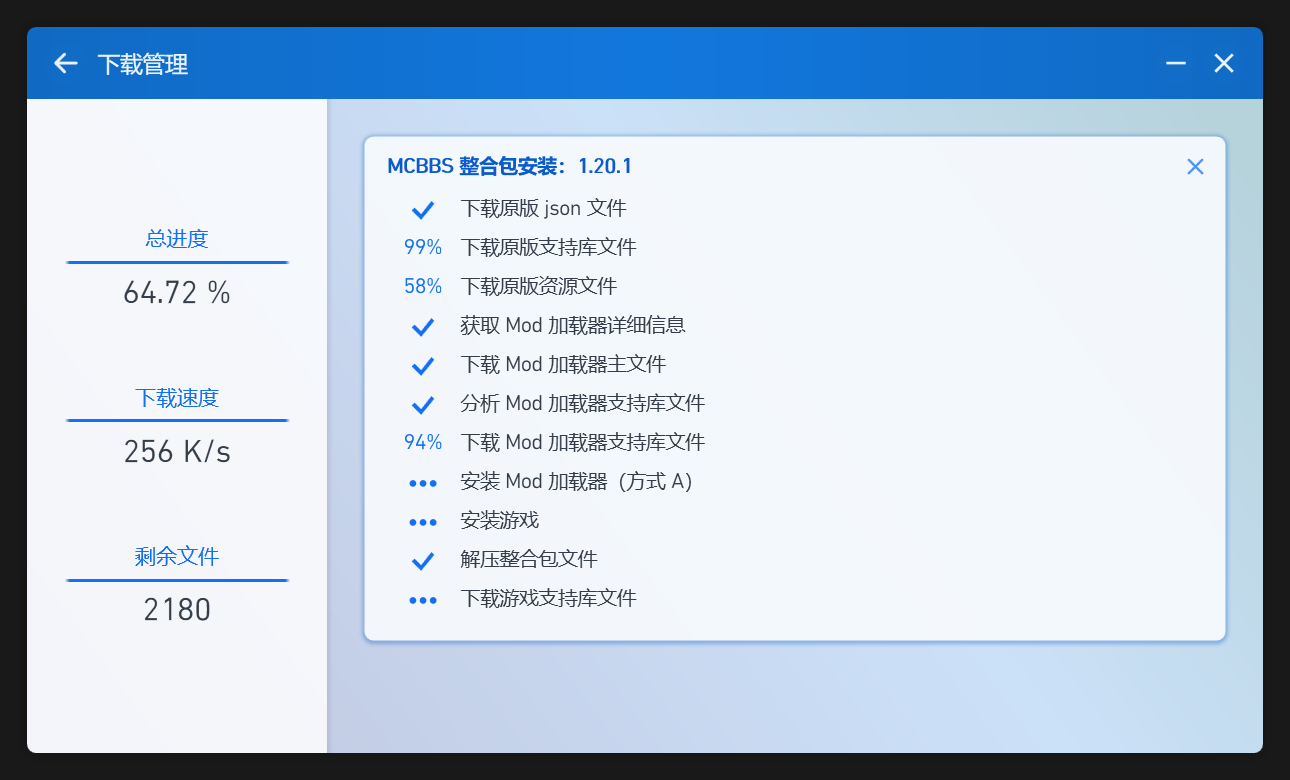 下载管理
总进度
64.72 %
下载速度
256 K/s
剩余文件
2180
MCBBS 整合包安装：1.20.1
下载原版 json 文件
99% 下载原版支持库文件
58% 下载原版资源文件
获取 Mod 加载器详细信息
下载 Mod 加载器主文件
分析 Mod 加载器支持库文件
94% 下载 Mod 加载器支持库文件
安装 Mod 加载器（方式 A）
安装游戏
解压整合包文件
下载游戏支持库文件